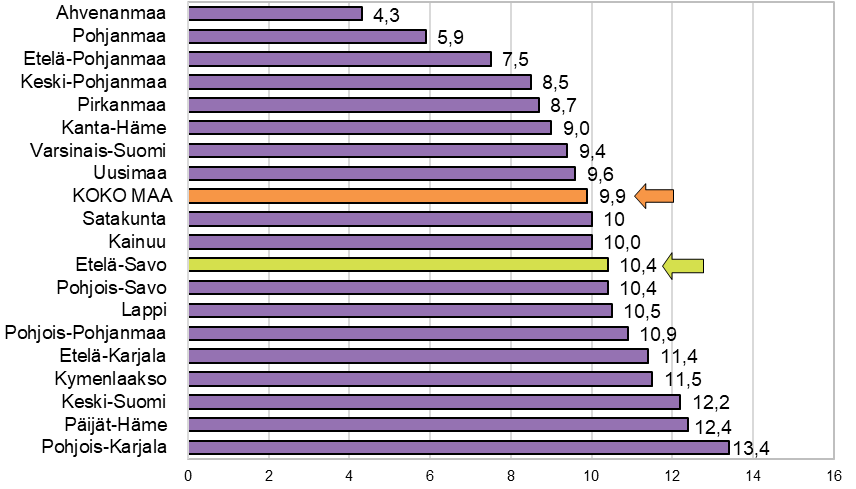 Ahvenanmaa 4,3
Pohjanmaa 5,9
Etelä-Pohjanmaa 7,5
Keski-Pohjanmaa 8,5
Pirkanmaa 8,7
Kanta-Häme 9,0
Varsinais-Suomi 9,4
Uusimaa 9,6
KOKO MAA 9,9
Satakunta 10
Kainuu 10,0
Etelä-Savo 10,4
Pohjois-Savo 10,4
Lappi 10,5
Pohjois-Pohjanmaa 10,9
Etelä-Karjala 11,4
Kymenlaakso 11,5
Keski-Suomi 12,2
Päijät-Häme 12,4
Pohjois-Karjala 13,4
0 2 4 6 8 10 12 14 16